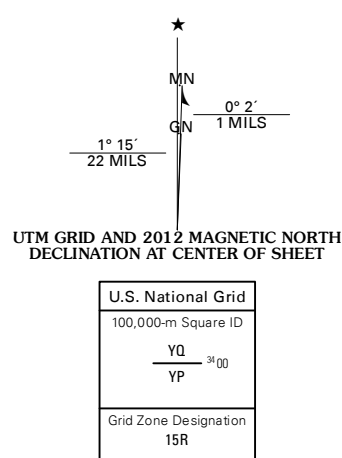 ★
MN
0° 2´
1 MILS
GN
1° 15´
22 MILS
UTM GRID AND 2012 MAGNETIC NORTH
DECLINATION AT CENTER OF SHEET
U.S. National Grid
100,000-m Square ID
YQ
3400
YP
Grid Zone Designation
15R